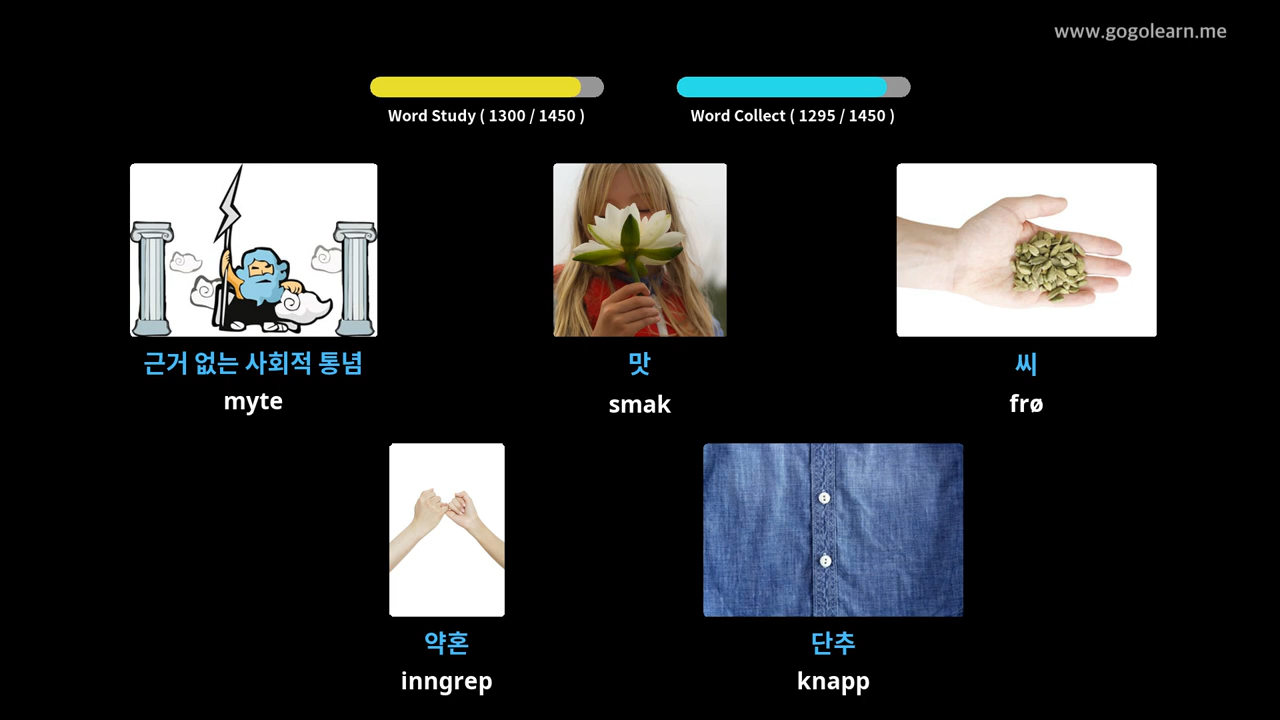 www.gogolearn.me
Word Study ( 1300 / 1450 )
Word Collect ( 1295 / 1450 )
근거 없는 사회적 통념
myte
맛
smak
씨
frø
약혼
inngrep
단추
knapp